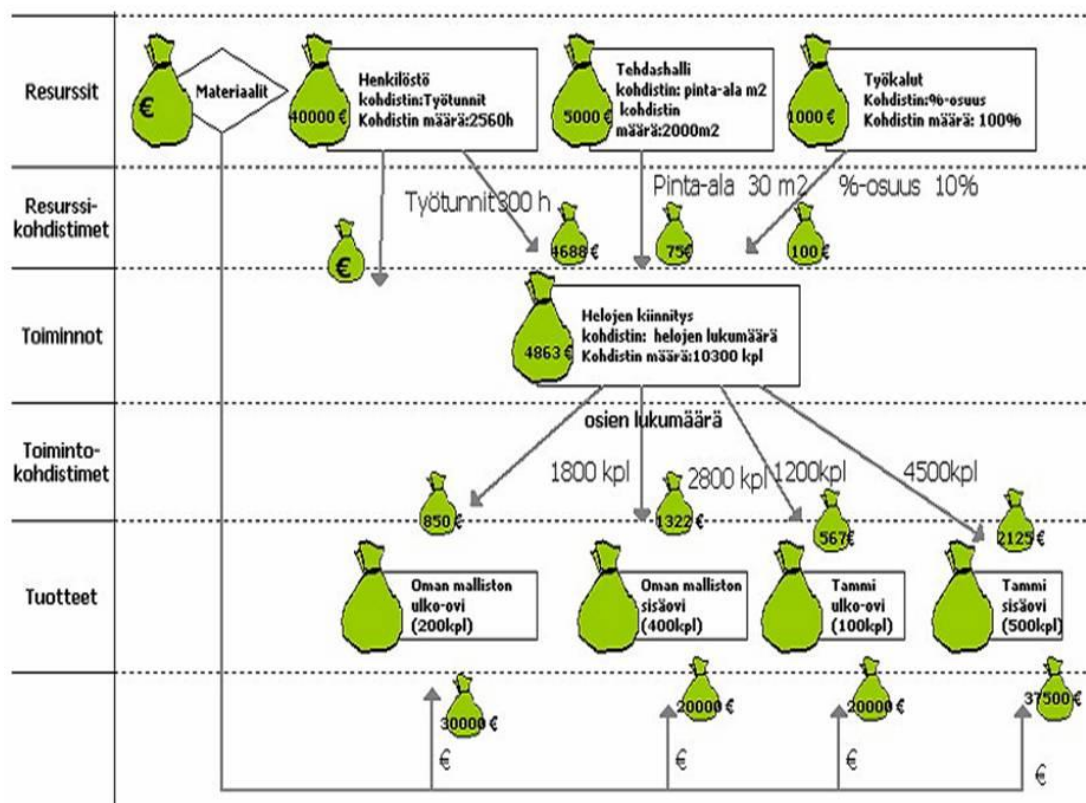 Resurssit
€
Materiaalit
40000 €
Henkilöstö
kohdistin:Työtunnit
Kohdistin määrä:2560h
5000 €
Tehdashalli
kohdistin: pinta-ala m2
kohdistin
määrä:2000m2
1000 €
Työkalut
Kohdistin:%-osuus
Kohdistin määrä: 100%
Resurssi-
kohdistimet
€
Työtunnit 300 h
4688 €
Pinta-ala 30 m2
75€
%-osuus 10%
100 €
Toiminnot
4863 €
Helojen kiinnitys
kohdistin: helojen lukumäärä
Kohdistin määrä:10300 kpl
Toiminto-
kohdistimet
osien lukumäärä
1800 kpl
2800 kpl
1200kpl
4500kpl
850 €
1322€
567€
2125 €
Tuotteet
Oman malliston
ulko-ovi
(200kpl)
Oman malliston
sisäovi
(400kpl)
Tammi
ulko-ovi
(100kpl)
Tammi
sisäovi
(500kpl)
30000 €
20000 €
20000 €
37500 €
€
€
€
€